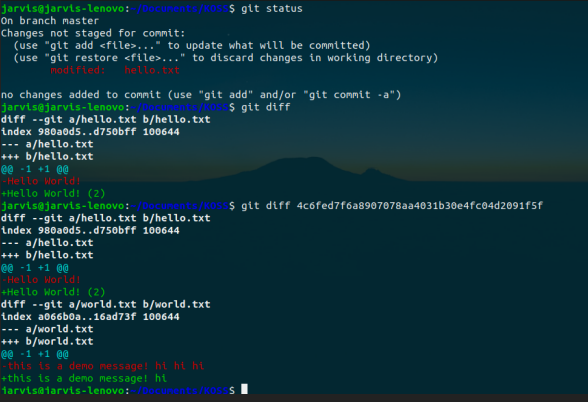 jarvis@jarvis-lenovo:~/Documents/KOSS$ git status
On branch master
Changes not staged for commit:
  (use "git add <file>..." to update what will be committed)
  (use "git restore <file>..." to discard changes in working directory)
        modified:   hello.txt

no changes added to commit (use "git add" and/or "git commit -a")
jarvis@jarvis-lenovo:~/Documents/KOSS$ git diff
diff --git a/hello.txt b/hello.txt
index 980a0d5..d750bff 100644
--- a/hello.txt
+++ b/hello.txt
@@ -1 +1 @@
-Hello World!
+Hello World! (2)
jarvis@jarvis-lenovo:~/Documents/KOSS$ git diff 4c6fed7f6a8907078aa4031b30e4fc04d2091f5f
diff --git a/hello.txt b/hello.txt
index 980a0d5..d750bff 100644
--- a/hello.txt
+++ b/hello.txt
@@ -1 +1 @@
-Hello World!
+Hello World! (2)
diff --git a/world.txt b/world.txt
index a066b0a..16ad73f 100644
--- a/world.txt
+++ b/world.txt
@@ -1 +1 @@
-this is a demo message! hi hi hi
+this is a demo message! hi
jarvis@jarvis-lenovo:~/Documents/KOSS$